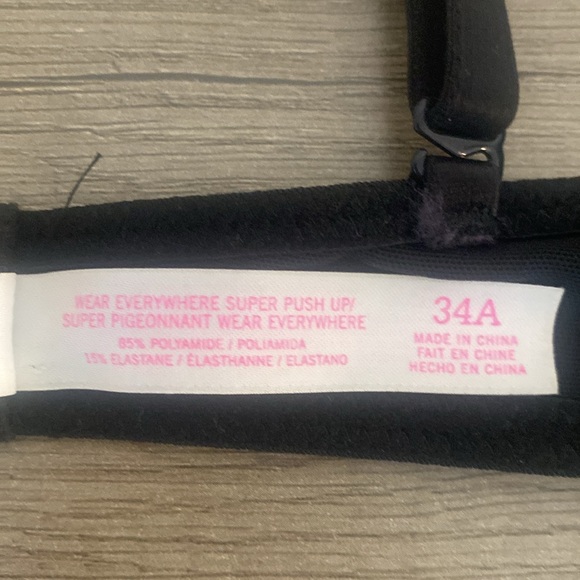 WEAR EVERYWHERE SUPER PUSH UP/
SUPER PIGEONNANT WEAR EVERYWHERE
85% POLYAMIDE / POLIAMIDA
15% ELASTANE / ÉLASTHANNE / ELASTANO
34A
MADE IN CHINA
FAIT EN CHINE
HECHO EN CHINA